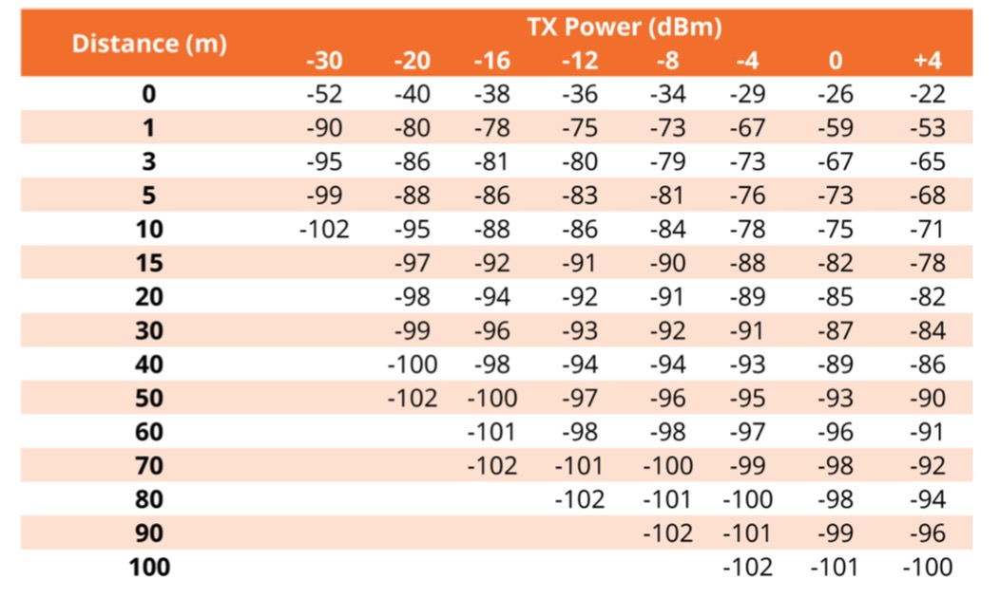 TX Power (dBm)
Distance (m)
-30 -20 -16 -12 -8 -4 0 +4
0 -52 -40 -38 -36 -34 -29 -26 -22
1 -90 -80 -78 -75 -73 -67 -59 -53
3 -95 -86 -81 -80 -79 -73 -67 -65
5 -99 -88 -86 -83 -81 -76 -73 -68
10 -102 -95 -88 -86 -84 -78 -75 -71
15 -97 -92 -91 -90 -88 -82 -78
20 -98 -94 -92 -91 -89 -85 -82
30 -99 -96 -93 -92 -91 -87 -84
40 -100 -98 -94 -94 -93 -89 -86
50 -102 -100 -97 -96 -95 -93 -90
60 -101 -98 -98 -97 -96 -91
70 -102 -101 -100 -99 -98 -92
80 -102 -101 -100 -98 -94
90 -102 -101 -99 -96
100 -102 -101 -100